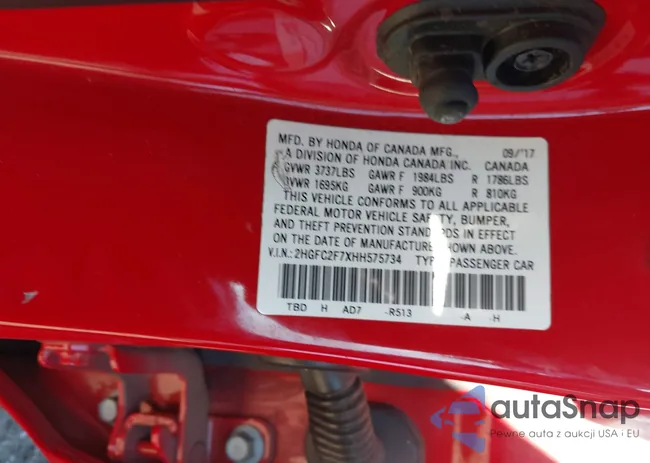 MFD. BY HONDA OF CANADA MFG., 09/'17
A DIVISION OF HONDA CANADA INC. CANADA
GVWR 3737LBS GAWR F 1984LBS R 1786LBS
GVWR 1695KG GAWR F 900KG R 810KG
THIS VEHICLE CONFORMS TO ALL APPLICABLE
FEDERAL MOTOR VEHICLE SAFETY, BUMPER,
AND THEFT PREVENTION STANDARDS IN EFFECT
ON THE DATE OF MANUFACTURE SHOWN ABOVE.
V.I.N.: 2HGFC2F7XHH575734 TYPE: PASSENGER CAR
TBD H AD7 -R513 -A -H
autaSnap
Pewne auta z aukcji USA i EU